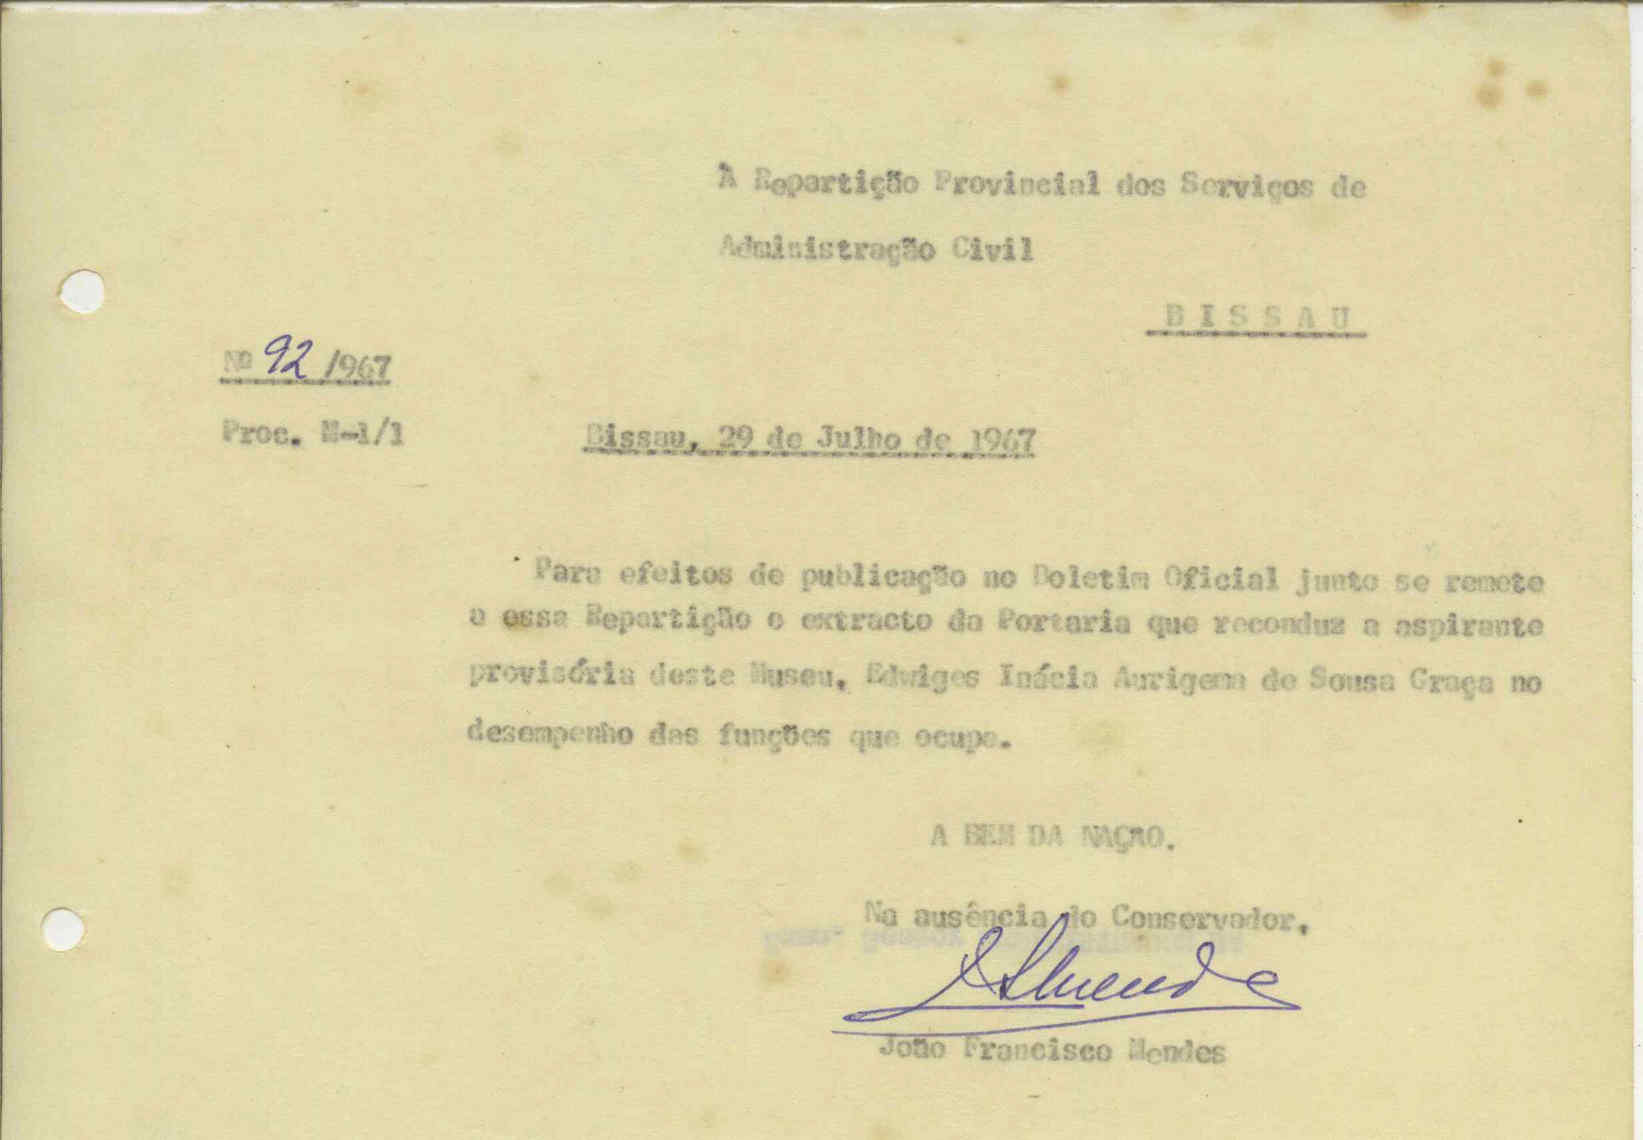 À Repartição Provincial dos Serviços de
Administração Civil
B I S S A U
Nº 92 /967
Proc. M-1/1
Bissau, 29 de Julho de 1967
Para efeitos de publicação no Boletim Oficial junto se remete
a essa Repartição o extracto da Portaria que reconduz a aspirante
provisória deste Museu, Edwiges Inácia Aurigema de Sousa Graça no
desempenho das funções que ocupa.
A BEM DA NAÇÃO.
Na ausência do Conservador,
João Francisco Mendes